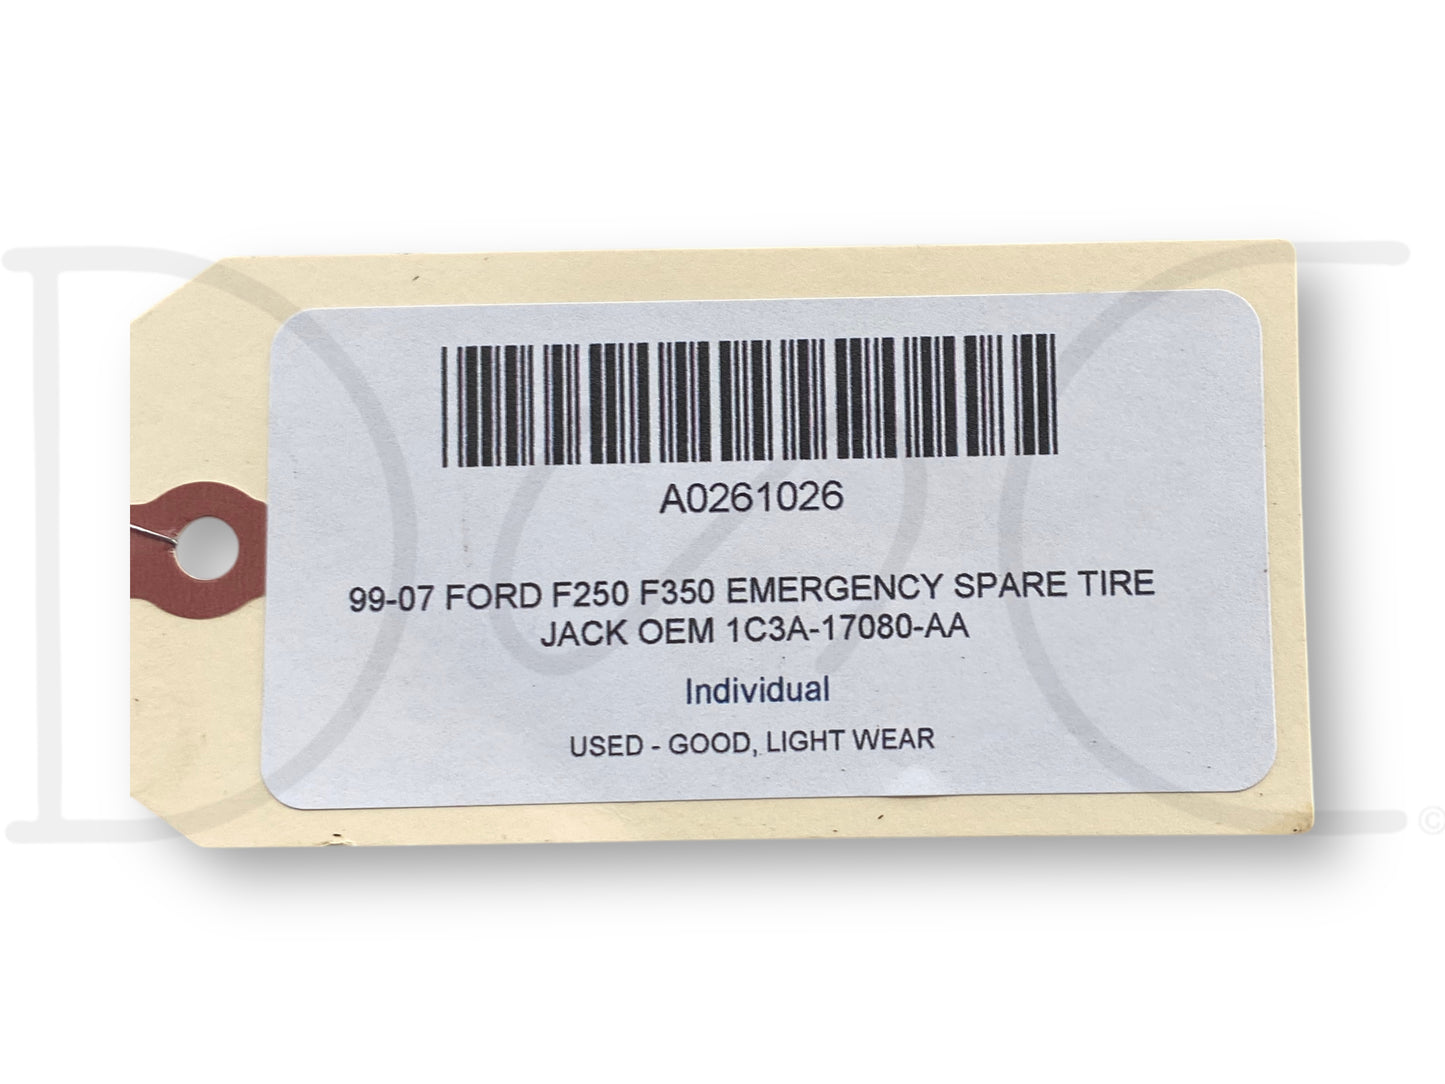 A0261026
99-07 FORD F250 F350 EMERGENCY SPARE TIRE
JACK OEM 1C3A-17080-AA
Individual
USED - GOOD, LIGHT WEAR
©